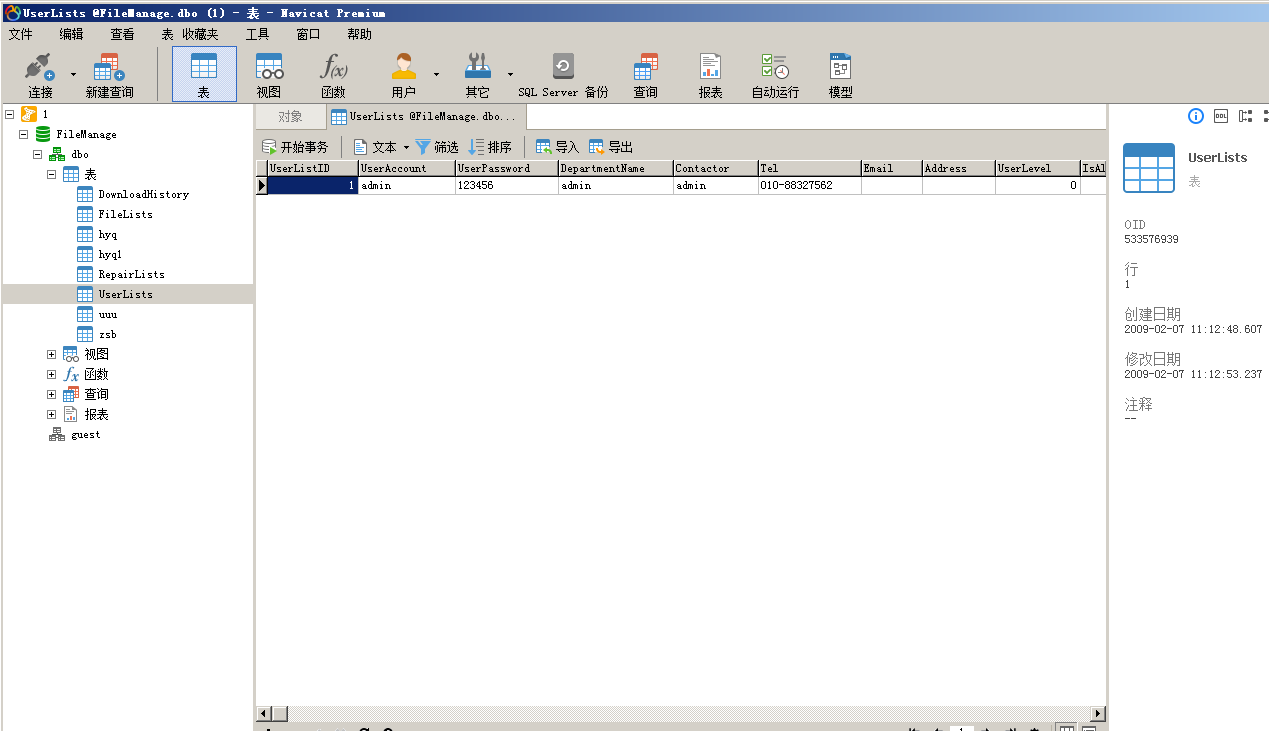 UserLists @FileManage.dbo (1) - 表 - Navicat Premium
文件 编辑 查看 表 收藏夹 工具 窗口 帮助
连接 新建查询 表 视图 函数 用户 其它 SQL Server 备份 查询 报表 自动运行 模型
1
FileManage
dbo
表
DownloadHistory
FileLists
hyq
hyq1
RepairLists
UserLists
uuu
zsb
视图
函数
查询
报表
guest
对象 UserLists @FileManage.dbo...
开始事务 文本 筛选 排序 导入 导出
UserListID UserAccount UserPassword DepartmentName Contactor Tel Email Address UserLevel IsAl
1 admin 123456 admin admin 010-88327562 0
1
DDL
UserLists
表
OID
533576939
行
1
创建日期
2009-02-07 11:12:48.607
修改日期
2009-02-07 11:12:53.237
注释
--